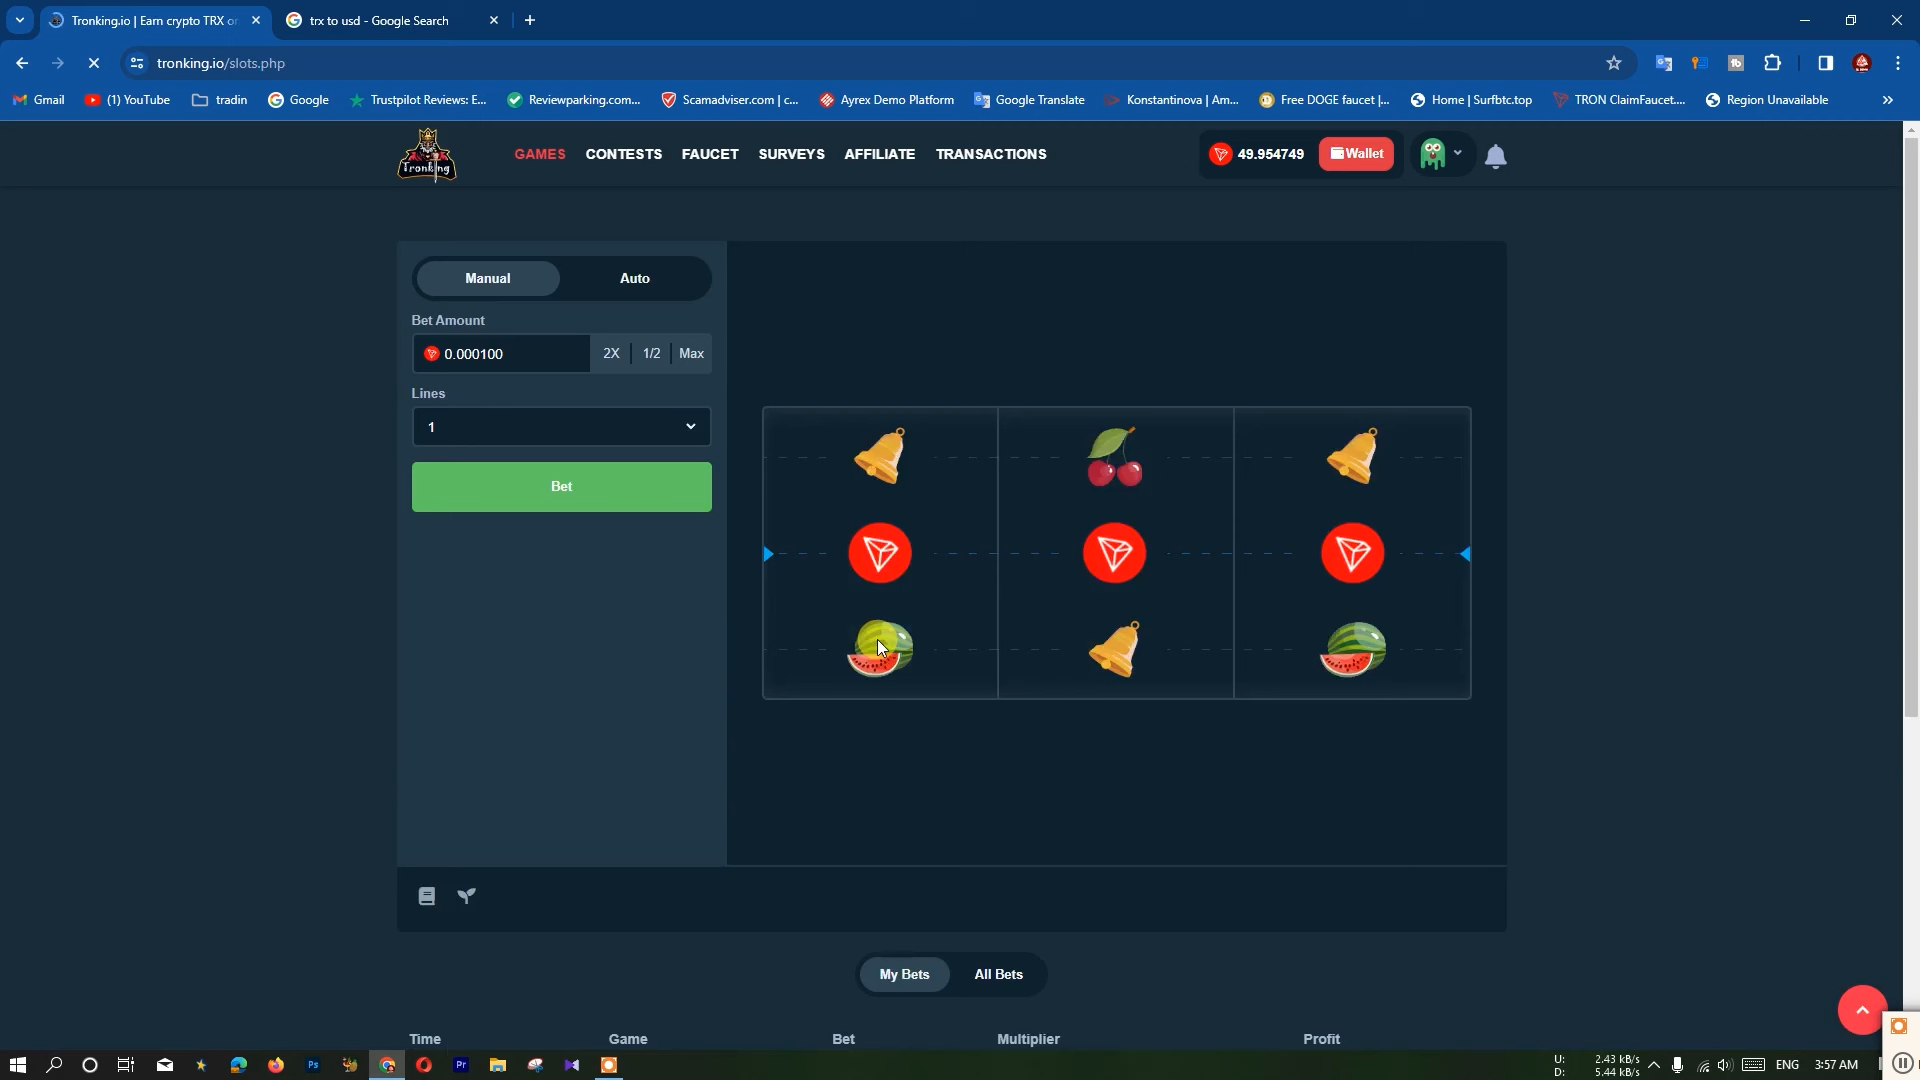 Tronking.io | Earn crypto TRX or
trx to usd - Google Search
tronking.io/slots.php
Gmail
(1) YouTube
tradin
Google
Trustpilot Reviews: E...
Reviewparking.com...
Scamadviser.com | c...
Ayrex Demo Platform
Google Translate
Konstantinova | Am...
Free DOGE faucet |...
Home | Surfbtc.top
TRON ClaimFaucet....
Region Unavailable
Tronking
GAMES
CONTESTS
FAUCET
SURVEYS
AFFILIATE
TRANSACTIONS
49.954749
Wallet
Manual
Auto
Bet Amount
0.000100
2X
1/2
Max
Lines
1
Bet
My Bets
All Bets
Time
Game
Bet
Multiplier
Profit
U: 2.43 kB/s
D: 5.44 kB/s
ENG
3:57 AM